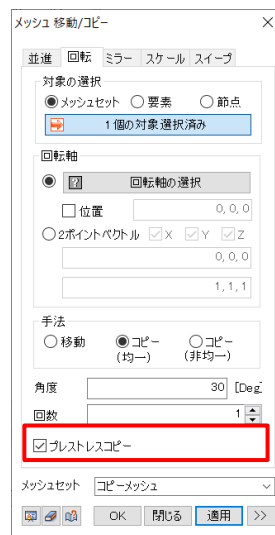 メッシュ 移動/コピー
並進 回転 ミラー スケール スイープ
対象の選択
メッシュセット 要素 節点
1 個の対象選択済み
回転軸
回転軸の選択
位置 0, 0, 0
2ポイントベクトル X Y Z
0, 0, 0
1, 1, 1
手法
移動 コピー コピー
(均一) (非均一)
角度 30 [Deg]
回数 1
プレストレスコピー
メッシュセット コピーメッシュ
OK 閉じる 適用 >>